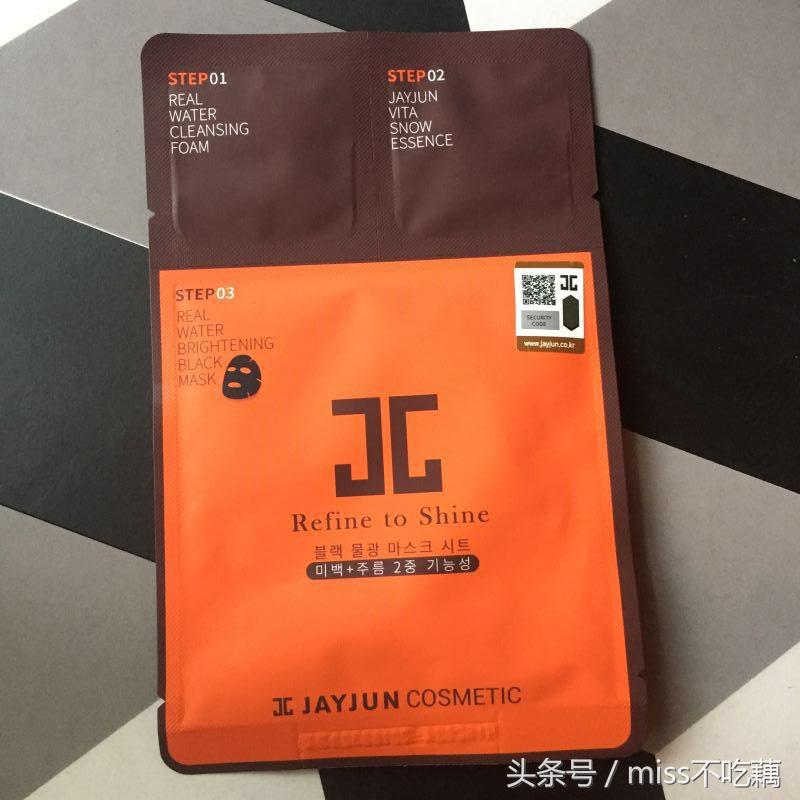 STEP01
REAL
WATER
CLEANSING
FOAM
STEP02
JAYJUN
VITA
SNOW
ESSENCE
STEP03
REAL
WATER
BRIGHTENING
BLACK
MASK
SECURITY
CODE
www.jayjun.co.kr
Refine to Shine
블랙 물광 마스크 시트
미백+주름 2중 기능성
JAYJUN COSMETIC
头条号 / miss不吃藕